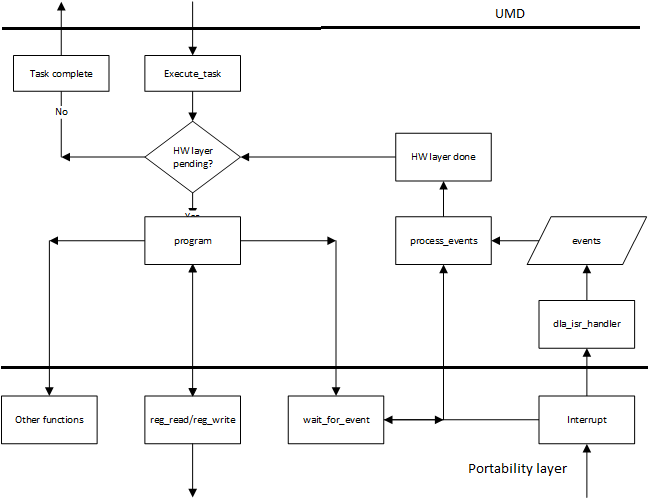 UMD
Task complete
Execute_task
No
HW layer
pending?
HW layer done
program
process_events
events
dla_isr_handler
Other functions
reg_read/reg_write
wait_for_event
Interrupt
Portability layer